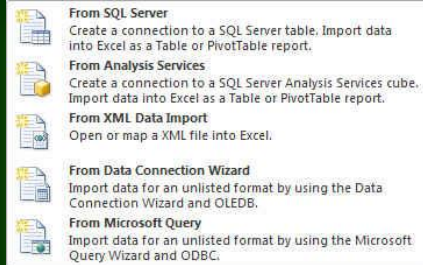 From SQL Server
Create a connection to a SQL Server table. Import data
into Excel as a Table or PivotTable report.
From Analysis Services
Create a connection to a SQL Server Analysis Services cube.
Import data into Excel as a Table or PivotTable report.
From XML Data Import
Open or map a XML file into Excel.
From Data Connection Wizard
Import data for an unlisted format by using the Data
Connection Wizard and OLEDB.
From Microsoft Query
Import data for an unlisted format by using the Microsoft
Query Wizard and ODBC.